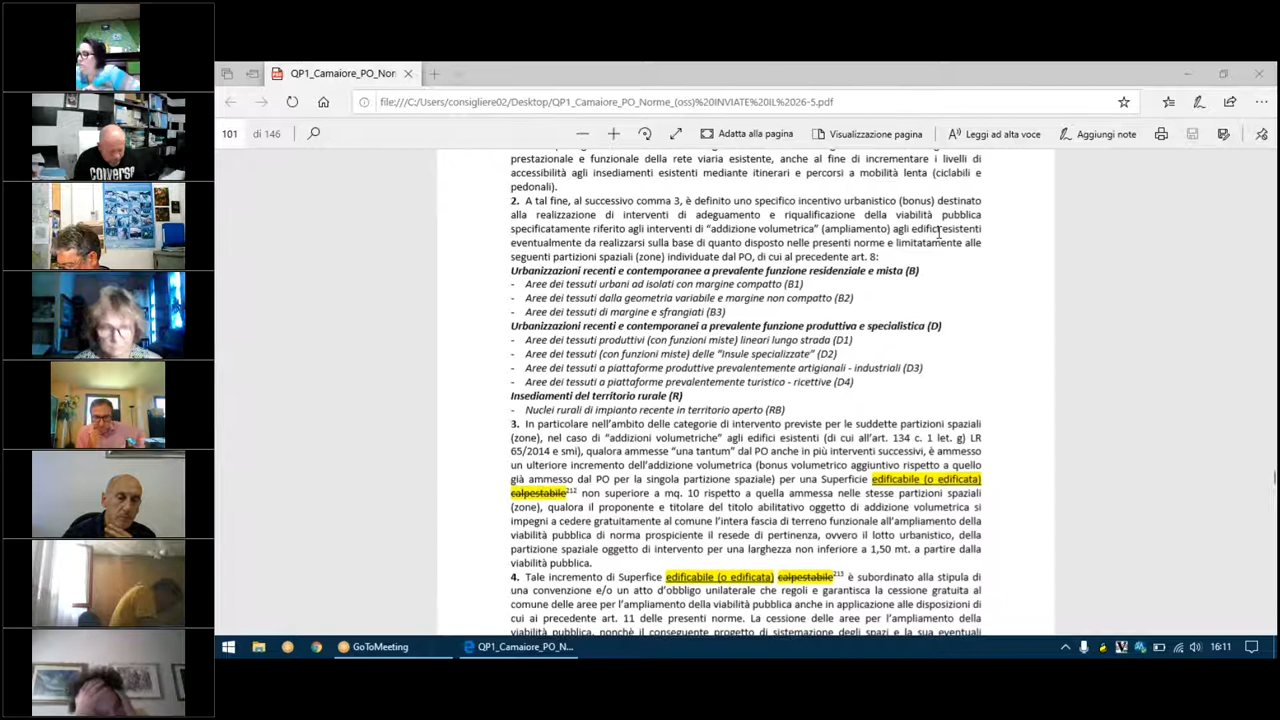 QP1_Camaiore_PO_Nor
file:///C:/Users/consigliere02/Desktop/QP1_Camaiore_PO_Norme_(oss)%20INVIATE%20IL%2026-5.pdf
101 di 146 Adatta alla pagina Visualizzazione pagina Leggi ad alta voce Aggiungi note
prestazionale e funzionale della rete viaria esistente, anche al fine di incrementare i livelli di
accessibilità agli insediamenti esistenti mediante itinerari e percorsi a mobilità lenta (ciclabili e
pedonali).
2. A tal fine, al successivo comma 3, è definito uno specifico incentivo urbanistico (bonus) destinato
alla realizzazione di interventi di adeguamento e riqualificazione della viabilità pubblica
specificatamente riferito agli interventi di "addizione volumetrica" (ampliamento) agli edifici esistenti
eventualmente da realizzarsi sulla base di quanto disposto nelle presenti norme e limitatamente alle
seguenti partizioni spaziali (zone) individuate dal PO, di cui al precedente art. 8:
Urbanizzazioni recenti e contemporanee a prevalente funzione residenziale e mista (B)
- Aree dei tessuti urbani ad isolati con margine compatto (B1)
- Aree dei tessuti dalla geometria variabile e margine non compatto (B2)
- Aree dei tessuti di margine e sfrangiati (B3)
Urbanizzazioni recenti e contemporanei a prevalente funzione produttiva e specialistica (D)
- Aree dei tessuti produttivi (con funzioni miste) lineari lungo strada (D1)
- Aree dei tessuti (con funzioni miste) delle "Insule specializzate" (D2)
- Aree dei tessuti a piattaforme produttive prevalentemente artigianali - industriali (D3)
- Aree dei tessuti a piattaforme prevalentemente turistico - ricettive (D4)
Insediamenti del territorio rurale (R)
- Nuclei rurali di impianto recente in territorio aperto (RB)
3. In particolare nell'ambito delle categorie di intervento previste per le suddette partizioni spaziali
(zone), nel caso di "addizioni volumetriche" agli edifici esistenti (di cui all'art. 134 c. 1 let. g) LR
65/2014 e smi), qualora ammesse "una tantum" dal PO anche in più interventi successivi, è ammesso
un ulteriore incremento dell'addizione volumetrica (bonus volumetrico aggiuntivo rispetto a quello
già ammesso dal PO per la singola partizione spaziale) per una Superficie edificabile (o edificata)
calpestabile212 non superiore a mq. 10 rispetto a quella ammessa nelle stesse partizioni spaziali
(zone), qualora il proponente e titolare del titolo abilitativo oggetto di addizione volumetrica si
impegni a cedere gratuitamente al comune l'intera fascia di terreno funzionale all'ampliamento della
viabilità pubblica di norma prospiciente il resede di pertinenza, ovvero il lotto urbanistico, della
partizione spaziale oggetto di intervento per una larghezza non inferiore a 1,50 mt. a partire dalla
viabilità pubblica.
4. Tale incremento di Superfice edificabile (o edificata) calpestabile213 è subordinato alla stipula di
una convenzione e/o un atto d'obbligo unilaterale che regoli e garantisca la cessione gratuita al
comune delle aree per l'ampliamento della viabilità pubblica anche in applicazione alle disposizioni di
cui ai precedente art. 11 delle presenti norme. La cessione delle aree per l'ampliamento della
viabilità pubblica, nonchè il conseguente progetto di sistemazione degli spazi e la sua eventuali
GoToMeeting QP1_Camaiore_PO_N... 16:11